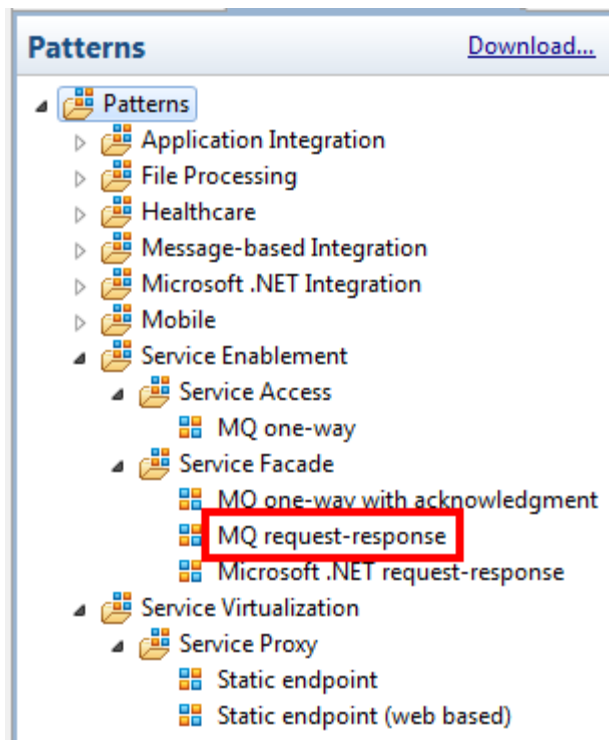 Patterns Download...
Patterns
Application Integration
File Processing
Healthcare
Message-based Integration
Microsoft .NET Integration
Mobile
Service Enablement
Service Access
MQ one-way
Service Facade
MQ one-way with acknowledgment
MQ request-response
Microsoft .NET request-response
Service Virtualization
Service Proxy
Static endpoint
Static endpoint (web based)